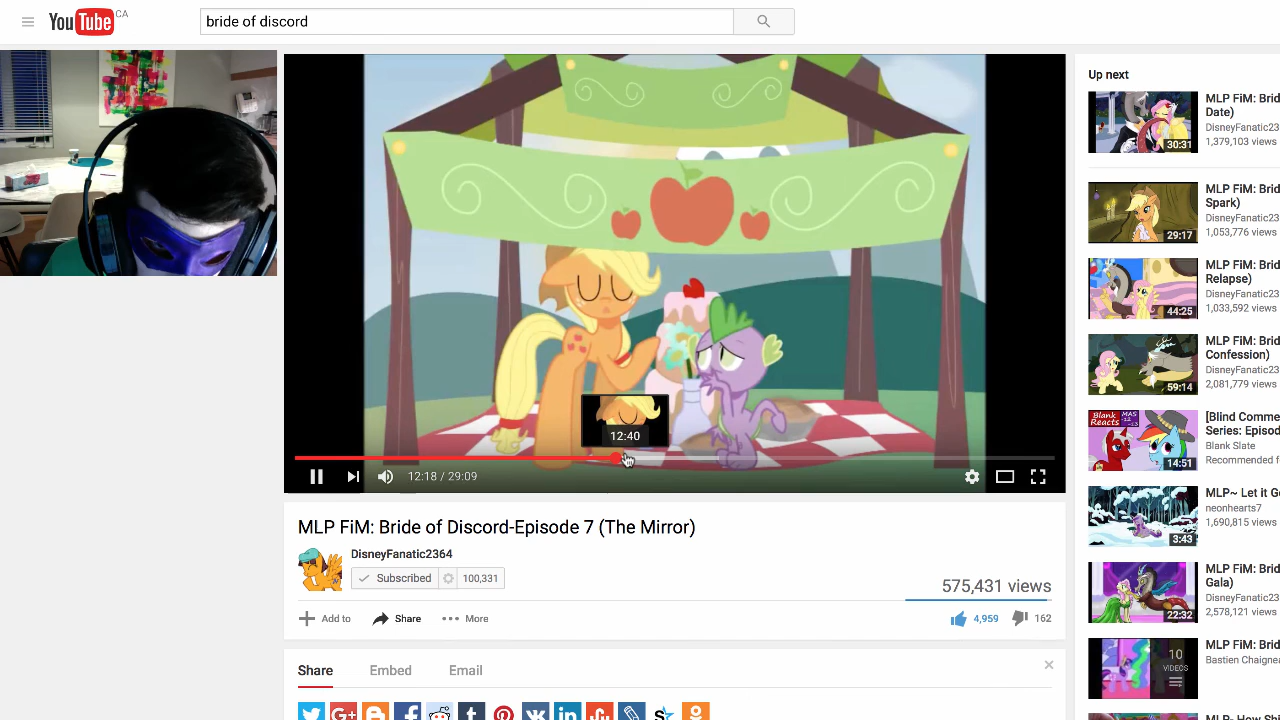 YouTube CA
bride of discord
12:40
12:18 / 29:09
MLP FiM: Bride of Discord-Episode 7 (The Mirror)
DisneyFanatic2364
Subscribed 100,331
575,431 views
Add to Share More
4,959 162
Share Embed Email
Up next
MLP FiM: Brid
Date)
DisneyFanatic23
1,379,103 views
30:31
MLP FiM: Brid
Spark)
DisneyFanatic23
1,053,776 views
29:17
MLP FiM: Brid
Relapse)
DisneyFanatic23
1,033,592 views
44:25
MLP FiM: Brid
Confession)
DisneyFanatic23
2,081,779 views
59:14
[Blind Comme
Series: Episod
Blank Slate
Recommended f
Blank
Reacts
14:51
MLP~ Let it Go
neonhearts7
1,690,815 views
3:43
MLP FiM: Brid
Gala)
DisneyFanatic23
2,578,121 views
22:32
MLP FiM: Brid
Bastien Chaigne
10
VIDEOS